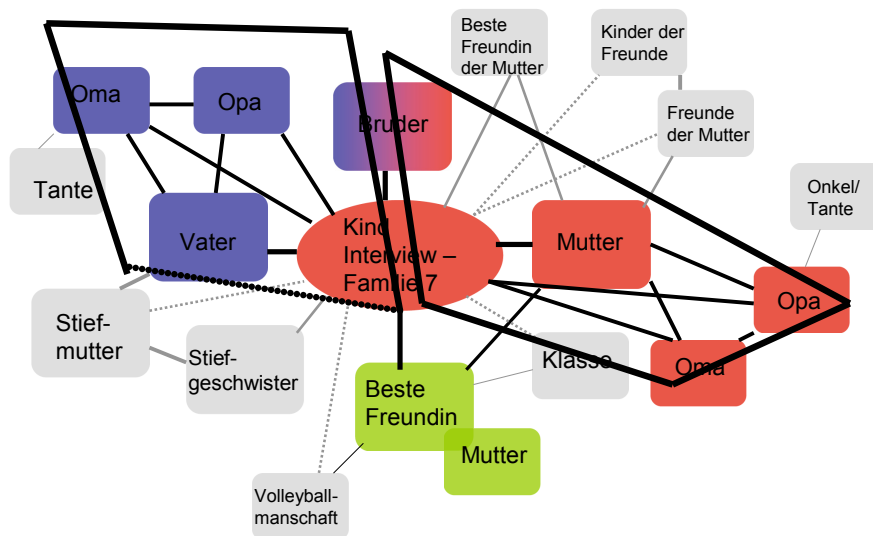 Beste
Freundin
der Mutter
Kinder der
Freunde
Oma
Opa
Bruder
Freunde
der Mutter
Tante
Onkel/
Tante
Vater
Kind
Interview –
Familie 7
Mutter
Opa
Stief-
mutter
Stief-
geschwister
Klasse
Oma
Beste
Freundin
Mutter
Volleyball-
manschaft